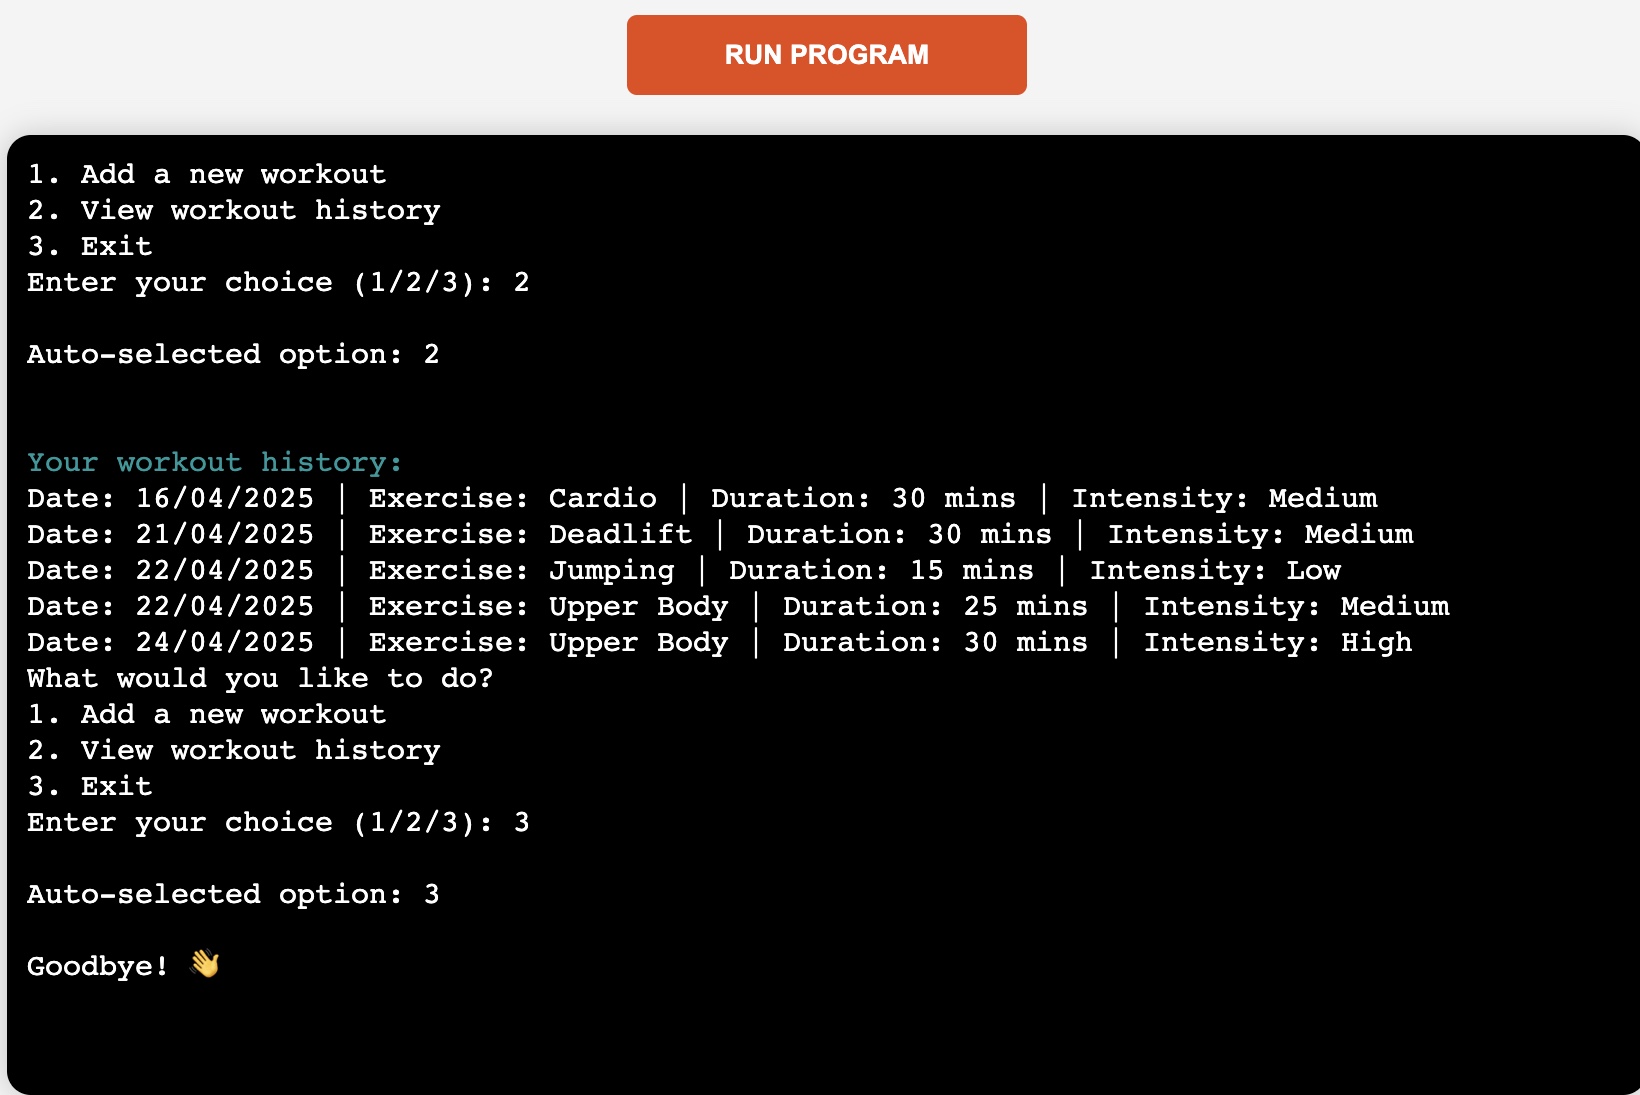 RUN PROGRAM
1. Add a new workout
2. View workout history
3. Exit
Enter your choice (1/2/3): 2
Auto-selected option: 2
Your workout history:
Date: 16/04/2025 | Exercise: Cardio | Duration: 30 mins | Intensity: Medium
Date: 21/04/2025 | Exercise: Deadlift | Duration: 30 mins | Intensity: Medium
Date: 22/04/2025 | Exercise: Jumping | Duration: 15 mins | Intensity: Low
Date: 22/04/2025 | Exercise: Upper Body | Duration: 25 mins | Intensity: Medium
Date: 24/04/2025 | Exercise: Upper Body | Duration: 30 mins | Intensity: High
What would you like to do?
1. Add a new workout
2. View workout history
3. Exit
Enter your choice (1/2/3): 3
Auto-selected option: 3
Goodbye! 👋